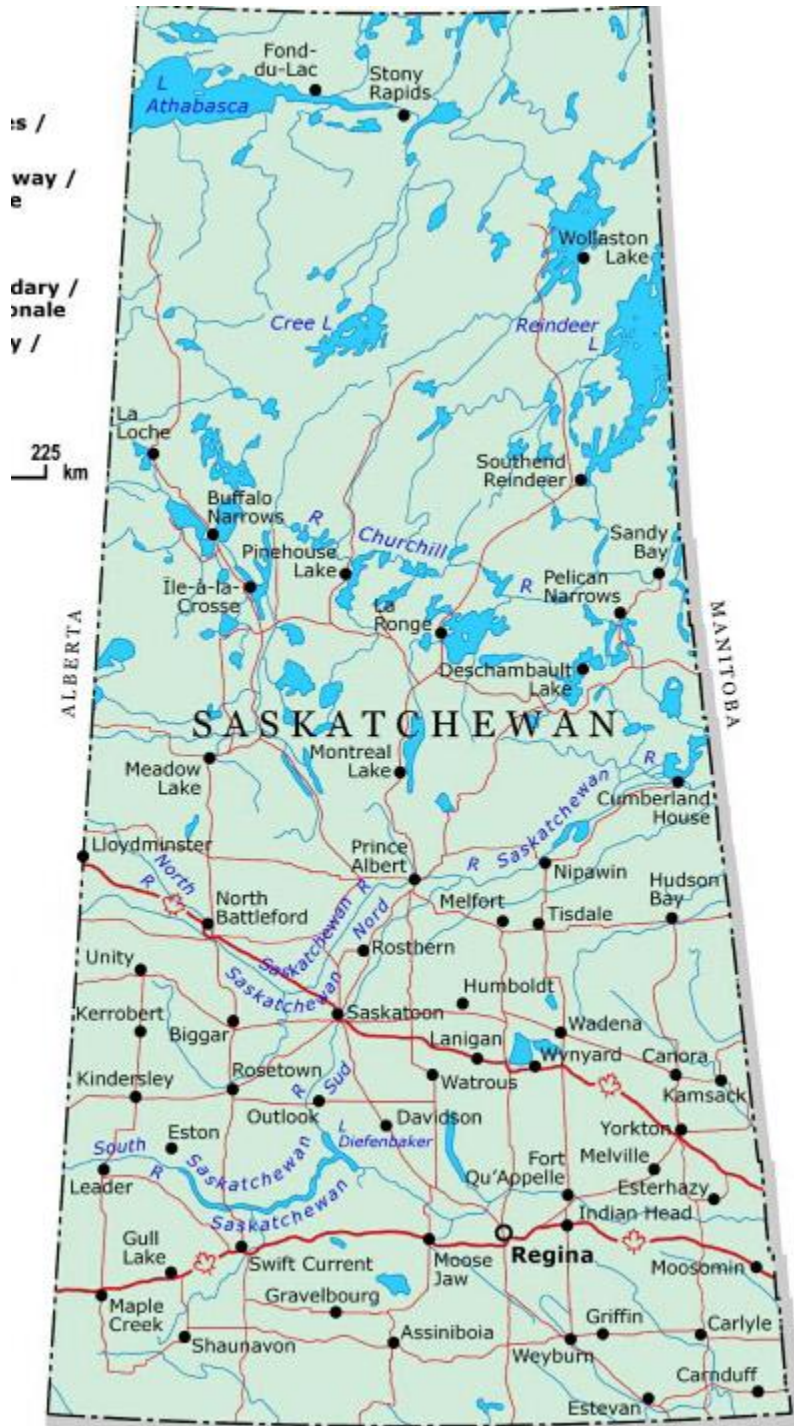 Fond-
du-Lac
Stony
Rapids
L
Athabasca
es /
way /
e
Wollaston
Lake
dary /
onale
y /
Cree L
Reindeer
L
La
Loche
225
km
Southend
Reindeer
Buffalo
Narrows
R
Churchill
Sandy
Bay
Pinehouse
Lake
Île-à-la-
Crosse
R
Pelican
Narrows
La
Ronge
ALBERTA
MANITOBA
Deschambault
Lake
SASKATCHEWAN
Meadow
Lake
Montreal
Lake
R
Saskatchewan
R
Cumberland
House
Lloydminster
North
R
Prince
Albert
Nipawin
North
Battleford
Saskatchewan
R
Nord
Melfort
Tisdale
Hudson
Bay
Rosthern
Unity
Saskatchewan
Humboldt
Kerrobert
Biggar
Saskatoon
Wadena
Lanigan
Wynyard
Canora
Kamsack
Kindersley
Rosetown
Watrous
R
Sud
Outlook
Davidson
L
Diefenbaker
Eston
Saskatchewan
Yorkton
South
R
Leader
Melville
Fort
Qu'Appelle
Esterhazy
Saskatchewan
Indian Head
Gull
Lake
Swift Current
Moose
Jaw
Regina
Moosomin
Maple
Creek
Gravelbourg
Shaunavon
Assiniboia
Griffin
Weyburn
Carlyle
Carnduff
Estevan